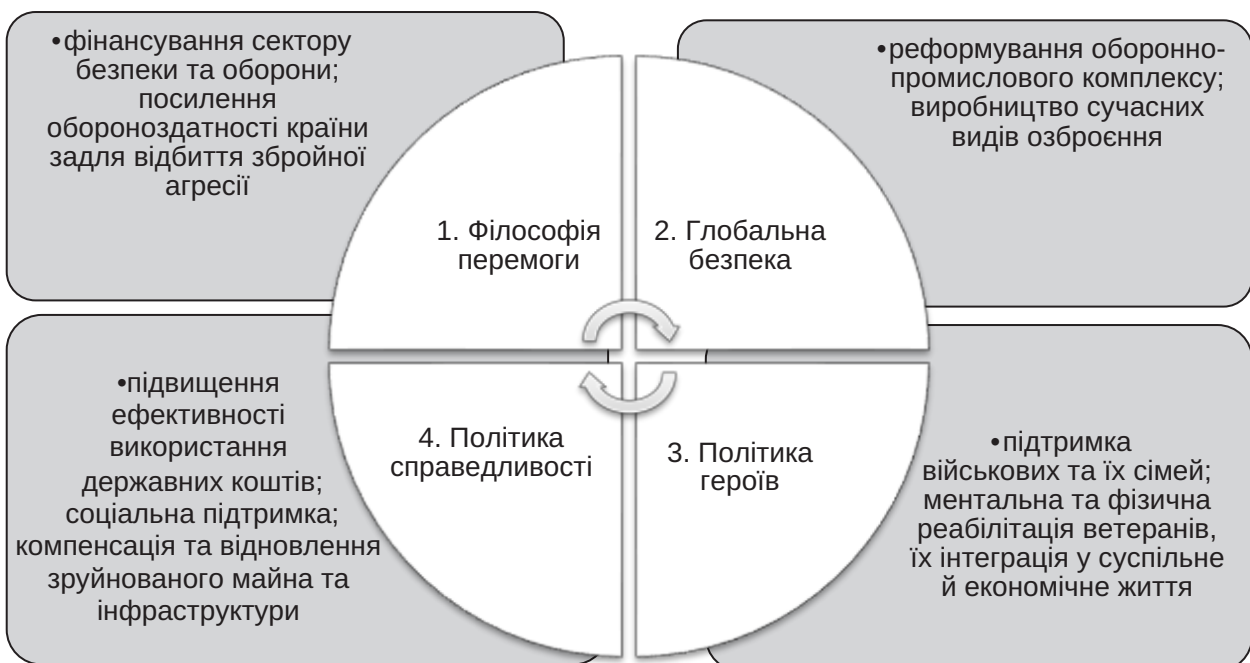 •фінансування сектору
безпеки та оборони;
посилення
обороноздатності країни
задля відбиття збройної
агресії
•реформування оборонно-
промислового комплексу;
виробництво сучасних
видів озброєння
1. Філософія
перемоги
2. Глобальна
безпека
•підвищення
ефективності
використання
державних коштів;
соціальна підтримка;
компенсація та відновлення
зруйнованого майна та
інфраструктури
4. Політика
справедливості
3. Політика
героїв
•підтримка
військових та їх сімей;
ментальна та фізична
реабілітація ветеранів,
їх інтеграція у суспільне
й економічне життя